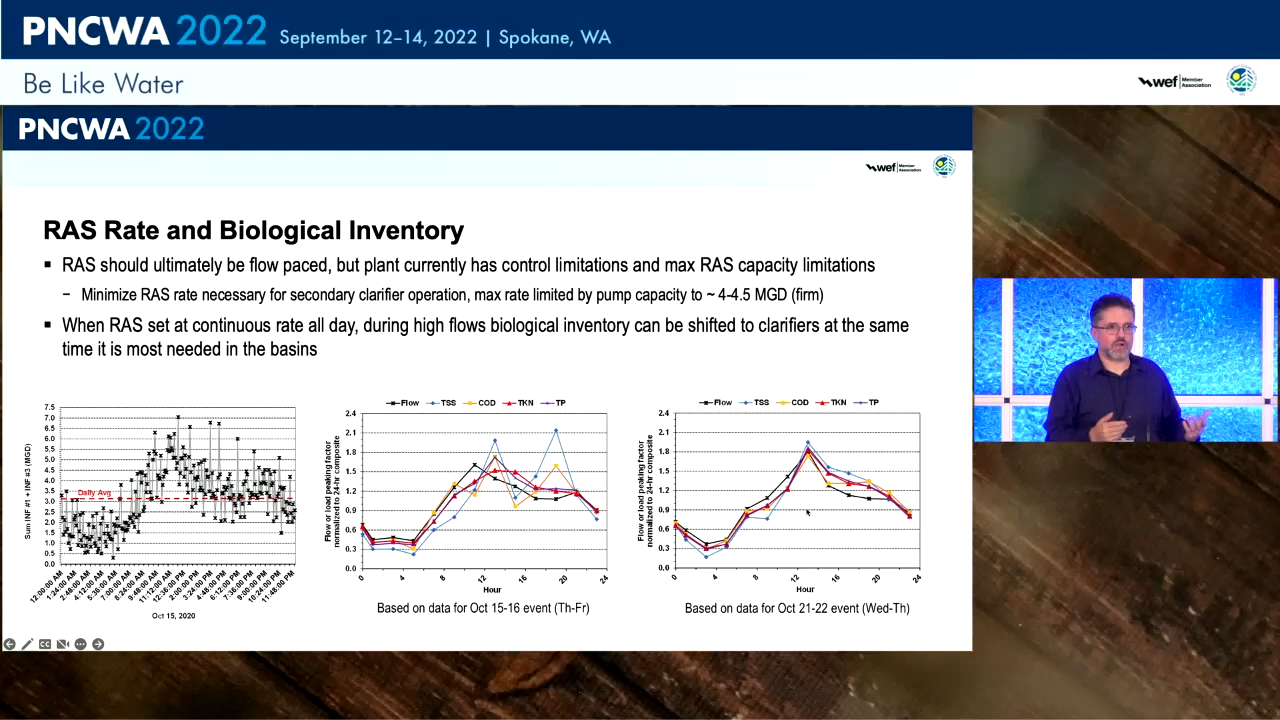 PNCWA 2022 September 12–14, 2022 | Spokane, WA
Be Like Water
wef Member Association
PNCWA 2022
wef Member Association
RAS Rate and Biological Inventory
▪ RAS should ultimately be flow paced, but plant currently has control limitations and max RAS capacity limitations
− Minimize RAS rate necessary for secondary clarifier operation, max rate limited by pump capacity to ~ 4-4.5 MGD (firm)
▪ When RAS set at continuous rate all day, during high flows biological inventory can be shifted to clarifiers at the same
time it is most needed in the basins
Sum INF #1 + INF #3 (MGD)
7.5
7.0
6.5
6.0
5.5
5.0
4.5
4.0
3.5
3.0
2.5
2.0
1.5
1.0
0.5
0.0
Daily Avg
12:00:00 AM
1:24:00 AM
2:48:00 AM
4:12:00 AM
5:36:00 AM
7:00:00 AM
8:24:00 AM
9:48:00 AM
11:12:00 AM
12:36:00 PM
2:00:00 PM
3:24:00 PM
4:48:00 PM
6:12:00 PM
7:36:00 PM
9:00:00 PM
10:24:00 PM
11:48:00 PM
Oct 15, 2020
Flow TSS COD TKN TP
Flow or load peaking factor
normalized to 24-hr composite
2.4
2.1
1.8
1.5
1.2
0.9
0.6
0.3
0.0
0 4 8 12 16 20 24
Hour
Based on data for Oct 15-16 event (Th-Fr)
Flow TSS COD TKN TP
Flow or load peaking factor
normalized to 24-hr composite
2.4
2.1
1.8
1.5
1.2
0.9
0.6
0.3
0.0
0 4 8 12 16 20 24
Hour
Based on data for Oct 21-22 event (Wed-Th)
CC